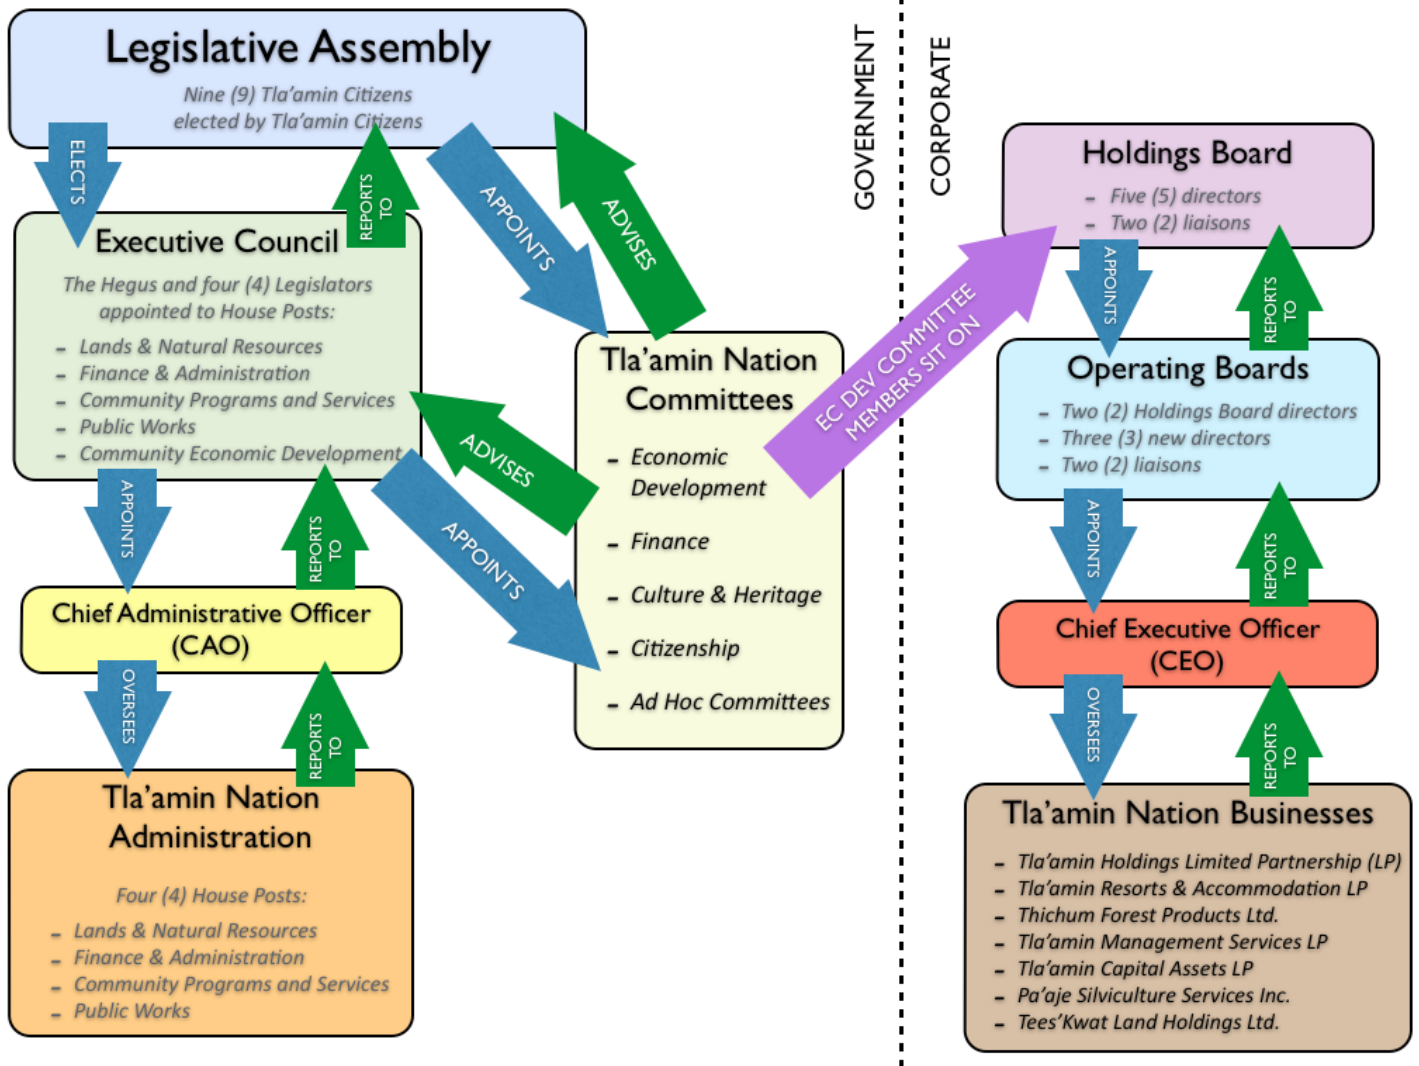 Legislative Assembly
Nine (9) Tla'amin Citizens
elected by Tla'amin Citizens
ELECTS
REPORTS
TO
APPOINTS
ADVISES
GOVERNMENT
CORPORATE
Executive Council
The Hegus and four (4) Legislators
appointed to House Posts:
- Lands & Natural Resources
- Finance & Administration
- Community Programs and Services
- Public Works
- Community Economic Development
APPOINTS
REPORTS
TO
ADVISES
APPOINTS
Chief Administrative Officer
(CAO)
OVERSEES
REPORTS
TO
Tla'amin Nation
Administration
Four (4) House Posts:
- Lands & Natural Resources
- Finance & Administration
- Community Programs and Services
- Public Works
Tla'amin Nation
Committees
- Economic
Development
- Finance
- Culture & Heritage
- Citizenship
- Ad Hoc Committees
EC DEV COMMITTEE
MEMBERS SIT ON
Holdings Board
- Five (5) directors
- Two (2) liaisons
APPOINTS
REPORTS
TO
Operating Boards
- Two (2) Holdings Board directors
- Three (3) new directors
- Two (2) liaisons
APPOINTS
REPORTS
TO
Chief Executive Officer
(CEO)
OVERSEES
REPORTS
TO
Tla'amin Nation Businesses
- Tla'amin Holdings Limited Partnership (LP)
- Tla'amin Resorts & Accommodation LP
- Thichum Forest Products Ltd.
- Tla'amin Management Services LP
- Tla'amin Capital Assets LP
- Pa'aje Silviculture Services Inc.
- Tees'Kwat Land Holdings Ltd.